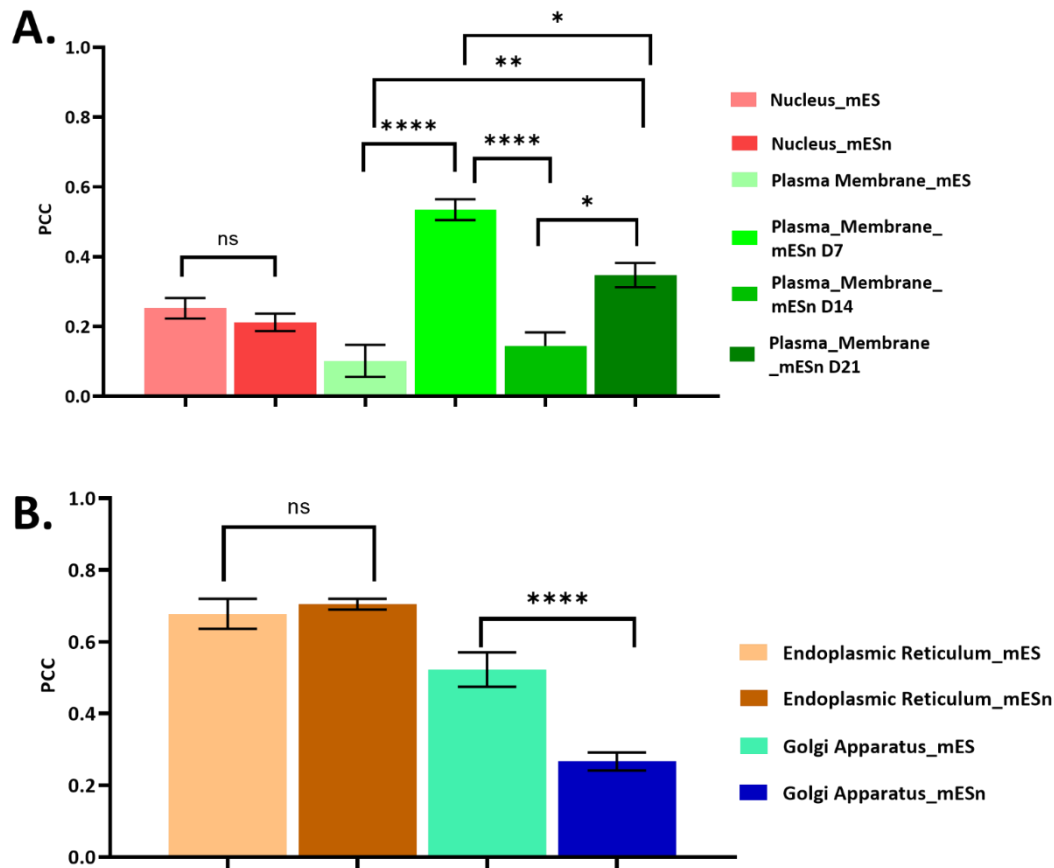 A.
1.0
0.8
0.6
0.4
0.2
0.0
PCC
ns
****
****
**
*
*
Nucleus_mES
Nucleus_mESn
Plasma Membrane_mES
Plasma_Membrane_
mESn D7
Plasma_Membrane_
mESn D14
Plasma_Membrane
_mESn D21
B.
1.0
0.8
0.6
0.4
0.2
0.0
PCC
ns
****
Endoplasmic Reticulum_mES
Endoplasmic Reticulum_mESn
Golgi Apparatus_mES
Golgi Apparatus_mESn